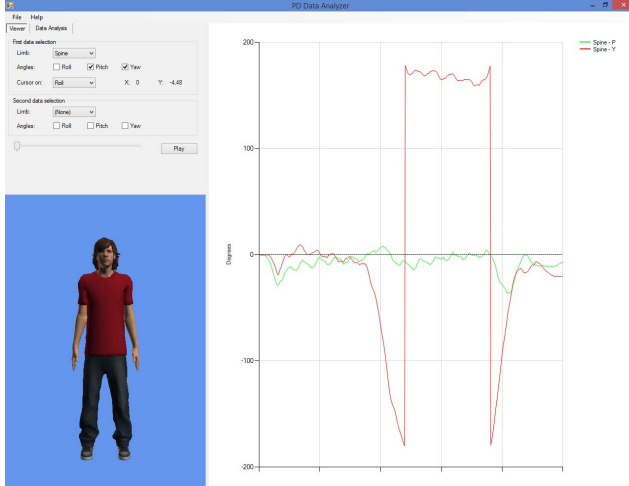 PD Data Analyzer
File Help
Viewer Data Analysis
First data selection
Limb: Spine
Angles: Roll Pitch Yaw
Cursor on: Roll X: 0 Y: -4,48
Second data selection
Limb: (None)
Angles: Roll Pitch Yaw
Play
Spine - P
Spine - Y
200
100
0
-100
-200
Degrees